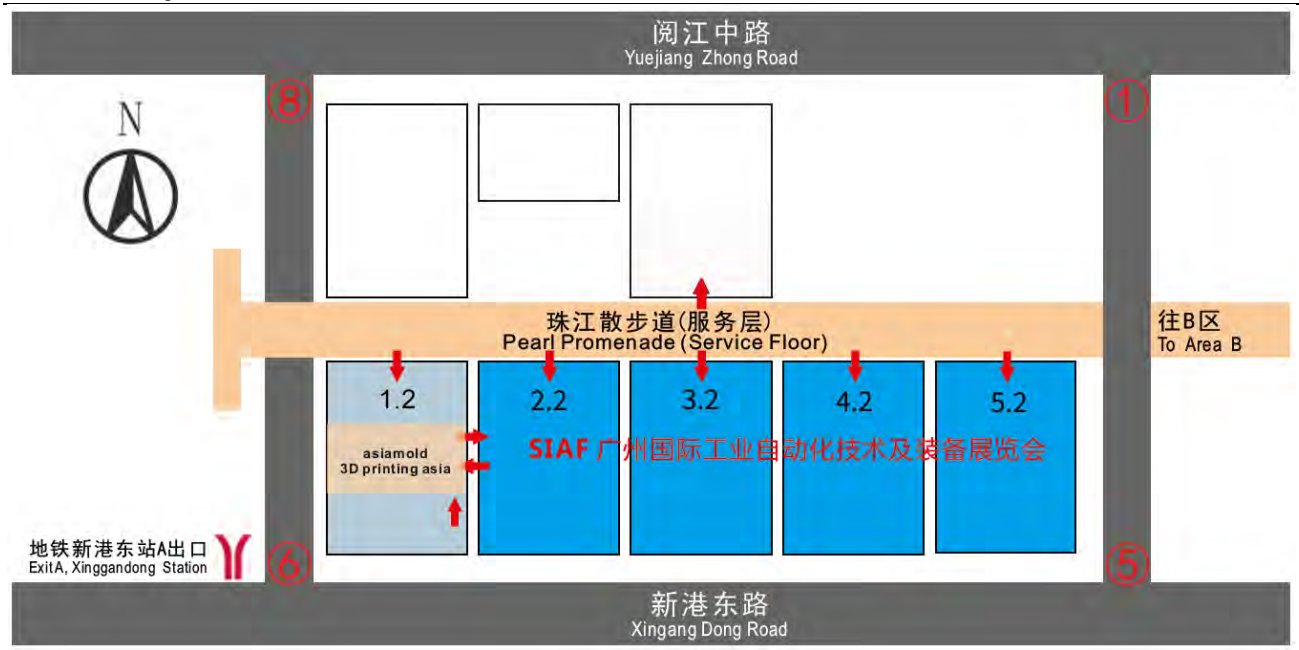 阅江中路
Yuejiang Zhong Road
⑧
①
N
珠江散步道(服务层)
Pearl Promenade (Service Floor)
往B区
To Area B
1.2
2.2
3.2
4.2
5.2
asiamold
3D printing asia
SIAF 广州国际工业自动化技术及装备展览会
地铁新港东站A出口
Exit A, Xinggandong Station
⑥
⑤
新港东路
Xingang Dong Road